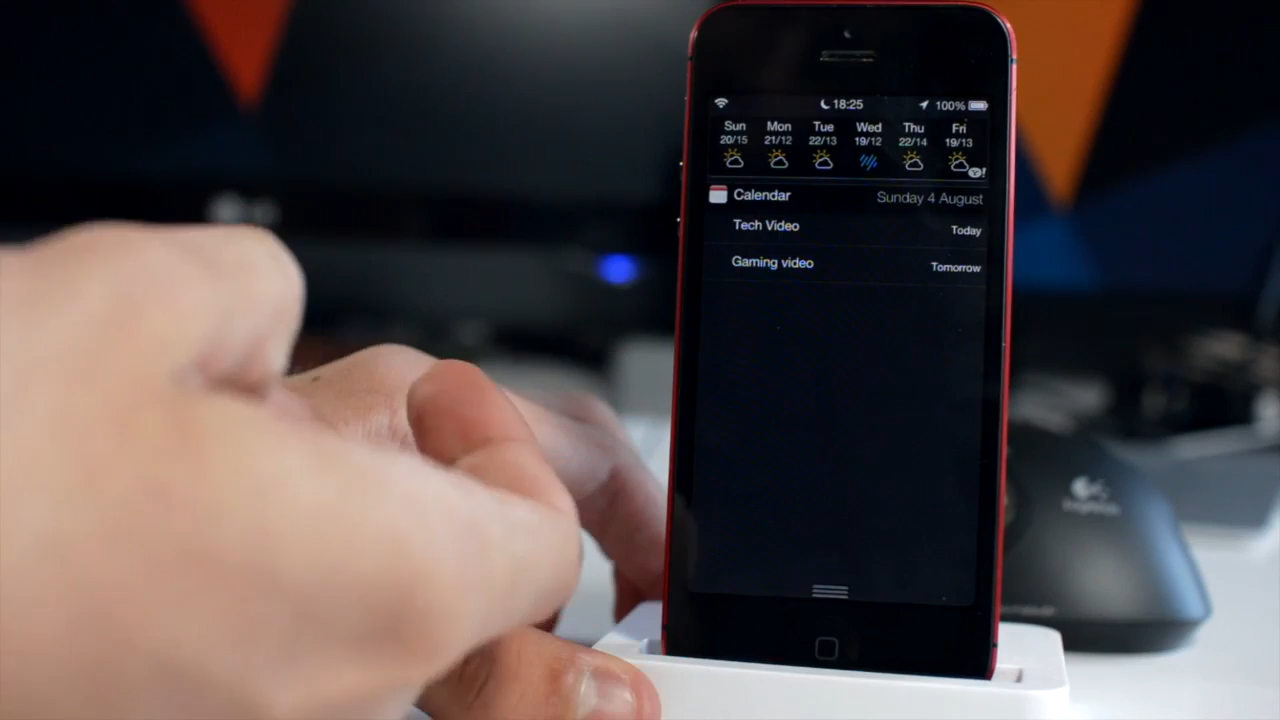 18:25 100%
Sun Mon Tue Wed Thu Fri
20/15 21/12 22/13 19/12 22/14 19/13
Y!
Calendar Sunday 4 August
Tech Video Today
Gaming video Tomorrow
Logitech